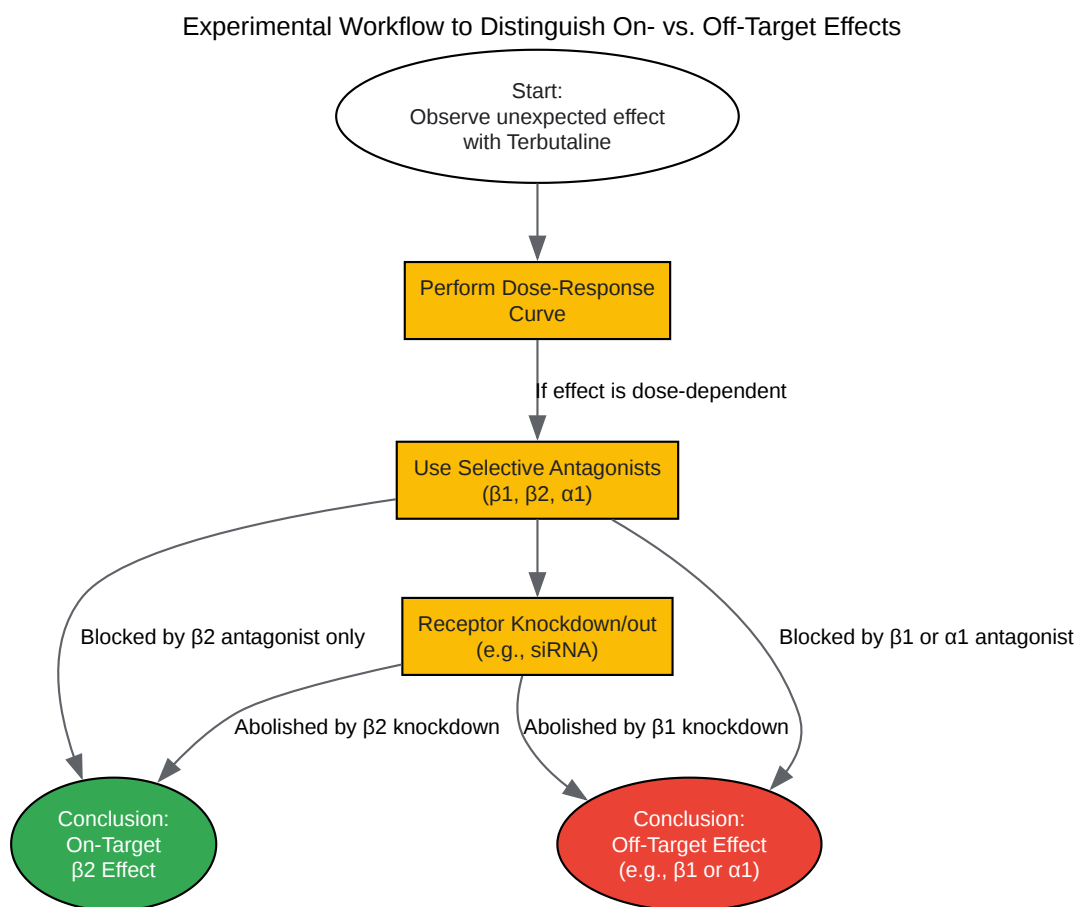 Experimental Workflow to Distinguish On- vs. Off-Target Effects
Start:
Observe unexpected effect
with Terbutaline
Perform Dose-Response
Curve
If effect is dose-dependent
Use Selective Antagonists
(β1, β2, α1)
Blocked by β2 antagonist only
Receptor Knockdown/out
(e.g., siRNA)
Blocked by β1 or α1 antagonist
Abolished by β2 knockdown
Abolished by β1 knockdown
Conclusion:
On-Target
β2 Effect
Conclusion:
Off-Target Effect
(e.g., β1 or α1)